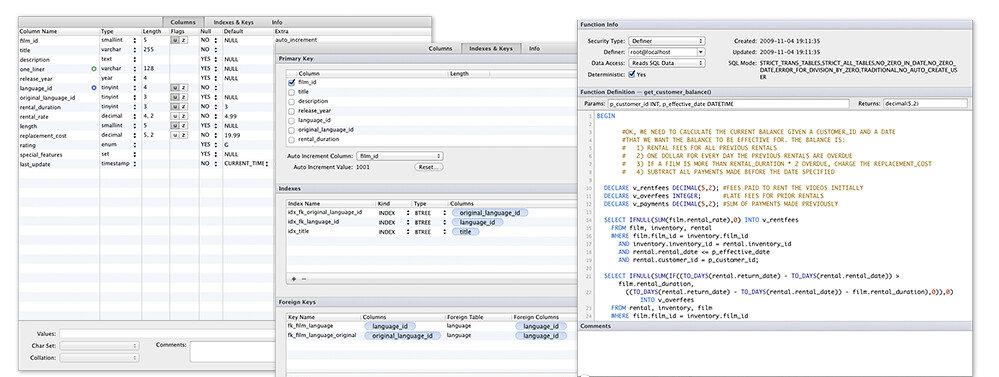 Columns Indexes & Keys Info
Column Name Type Length Flags Null Default Extra
film_id smallint 5 u z NO NULL auto_increment
title varchar 255 NO
description text YES NULL
one_liner varchar 128 YES NULL
release_year year 4 YES NULL
language_id tinyint 4 u z NO NULL
original_language_id tinyint 3 u z YES NULL
rental_duration tinyint 3 u z NO 3
rental_rate decimal 4, 2 u z NO 4.99
length smallint 5 u z YES NULL
replacement_cost decimal 5, 2 u z NO 19.99
rating enum YES G
special_features set YES NULL
last_update timestamp NO CURRENT_TIME
Values:
Char Set:
Collation:
Comments:
Columns Indexes & Keys Info
Primary Key
Column Length
film_id
title
description
release_year
language_id
original_language_id
rental_duration
Auto Increment Column: film_id
Auto Increment Value: 1001 Reset...
Indexes
Index Name Kind Type Columns
idx_fk_original_language_id INDEX BTREE original_language_id
idx_fk_language_id INDEX BTREE language_id
idx_title INDEX BTREE title
+ −
Foreign Keys
Key Name Columns Foreign Table Foreign Columns
fk_film_language language_id language language_id
fk_film_language_original original_language_id language language_id
Function Info
Security Type: Definer Created: 2009-11-04 19:11:35
Definer: root@localhost Updated: 2009-11-04 19:11:35
Data Access: Reads SQL Data SQL Mode: STRICT_TRANS_TABLES,STRICT_ALL_TABLES,NO_ZERO_IN_DATE,NO_ZERO_
DATE,ERROR_FOR_DIVISION_BY_ZERO,TRADITIONAL,NO_AUTO_CREATE_US
ER
Deterministic: Yes
Function Definition — get_customer_balance()
Params: p_customer_id INT, p_effective_date DATETIME Returns: decimal(5,2)
1 BEGIN
#OK, WE NEED TO CALCULATE THE CURRENT BALANCE GIVEN A CUSTOMER_ID AND A DATE
#THAT WE WANT THE BALANCE TO BE EFFECTIVE FOR. THE BALANCE IS:
# 1) RENTAL FEES FOR ALL PREVIOUS RENTALS
# 2) ONE DOLLAR FOR EVERY DAY THE PREVIOUS RENTALS ARE OVERDUE
# 3) IF A FILM IS MORE THAN RENTAL_DURATION * 2 OVERDUE, CHARGE THE REPLACEMENT_COST
# 4) SUBTRACT ALL PAYMENTS MADE BEFORE THE DATE SPECIFIED
DECLARE v_rentfees DECIMAL(5,2); #FEES PAID TO RENT THE VIDEOS INITIALLY
DECLARE v_overfees INTEGER; #LATE FEES FOR PRIOR RENTALS
DECLARE v_payments DECIMAL(5,2); #SUM OF PAYMENTS MADE PREVIOUSLY
SELECT IFNULL(SUM(film.rental_rate),0) INTO v_rentfees
FROM film, inventory, rental
WHERE film.film_id = inventory.film_id
AND inventory.inventory_id = rental.inventory_id
AND rental.rental_date <= p_effective_date
AND rental.customer_id = p_customer_id;
SELECT IFNULL(SUM(IF((TO_DAYS(rental.return_date) - TO_DAYS(rental.rental_date)) >
film.rental_duration,
((TO_DAYS(rental.return_date) - TO_DAYS(rental.rental_date)) - film.rental_duration),0)),0)
INTO v_overfees
FROM rental, inventory, film
WHERE film.film_id = inventory.film_id
Comments